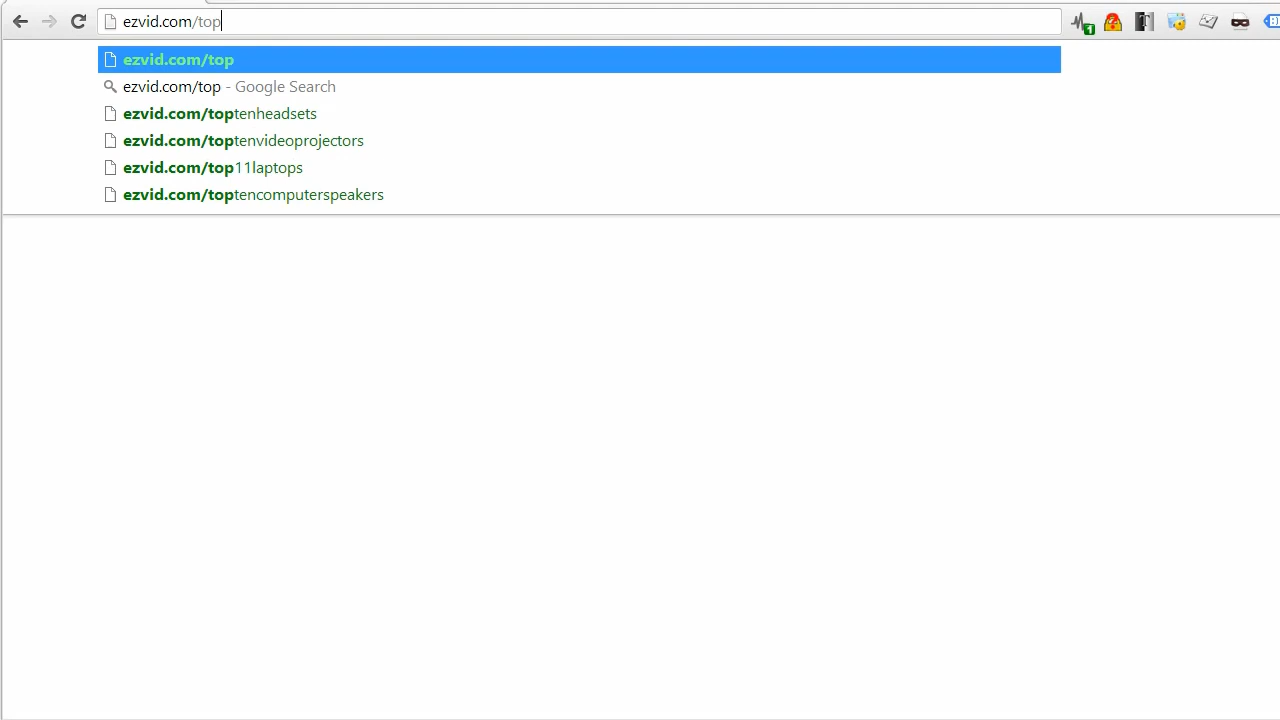 ezvid.com/top
ezvid.com/top
ezvid.com/top - Google Search
ezvid.com/toptenheadsets
ezvid.com/toptenvideoprojectors
ezvid.com/top11laptops
ezvid.com/toptencomputerspeakers
1